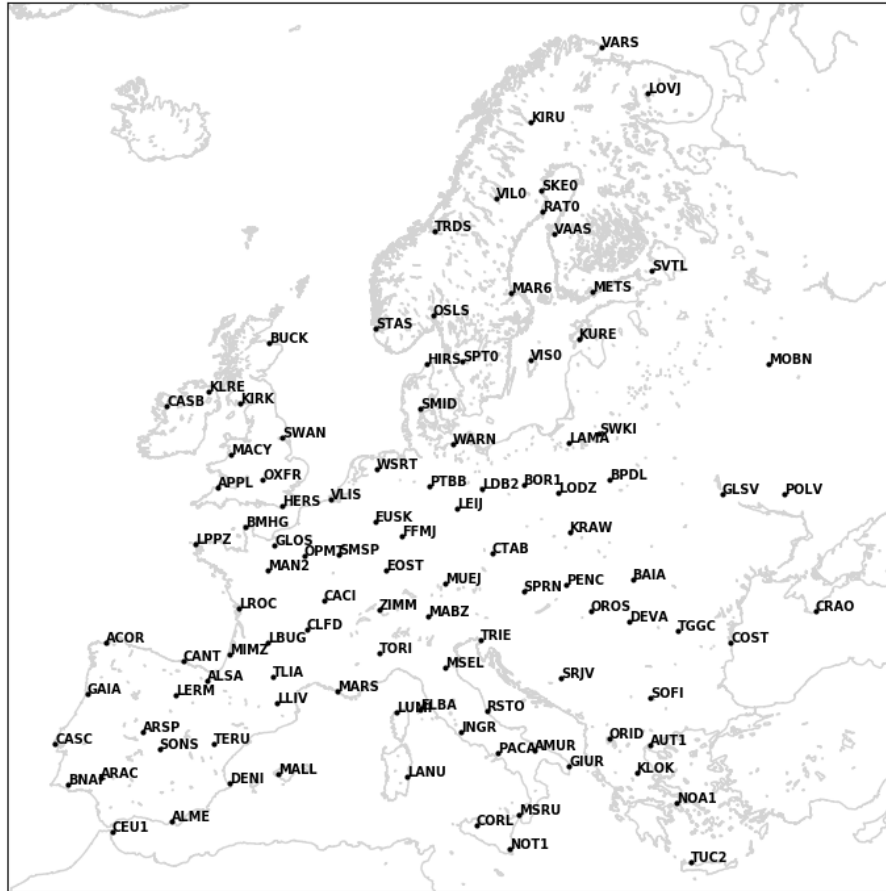 VARS
LOVJ
KIRU
SKE0
VIL0
RAT0
TRDS
VAAS
SVTL
MAR6
METS
OSLS
STAS
BUCK
KURE
HIRS
SPT0
VIS0
MOBN
KLRE
CASB
KIRK
SMID
SWAN
SWKI
WARN
LAMA
MACY
WSRT
OXFR
APPL
PTBB
LDB2
BOR1
BPDL
LODZ
GLSV
POLV
HERS
VLIS
LEIJ
BMHG
EUSK
FFMJ
KRAW
LPPZ
GLOS
OPMT
SMSP
CTAB
MAN2
EOST
MUEJ
BAIA
SPRN
PENC
LROC
CACI
ZIMM
MABZ
OROS
CRAO
DEVA
CLFD
TGGC
ACOR
LBUG
TRIE
COST
CANT
MIMZ
TORI
MSEL
ALSA
TLIA
SRJV
GAIA
LERM
MARS
LLIV
SOFI
LUMI
ELBA
RSTO
ARSP
INGR
CASC
SONS
TERU
ORID
AUT1
PACA
AMUR
GIUR
BNAF
ARAC
DENI
MALL
LANU
KLOK
NOA1
CEU1
ALME
CORL
MSRU
NOT1
TUC2